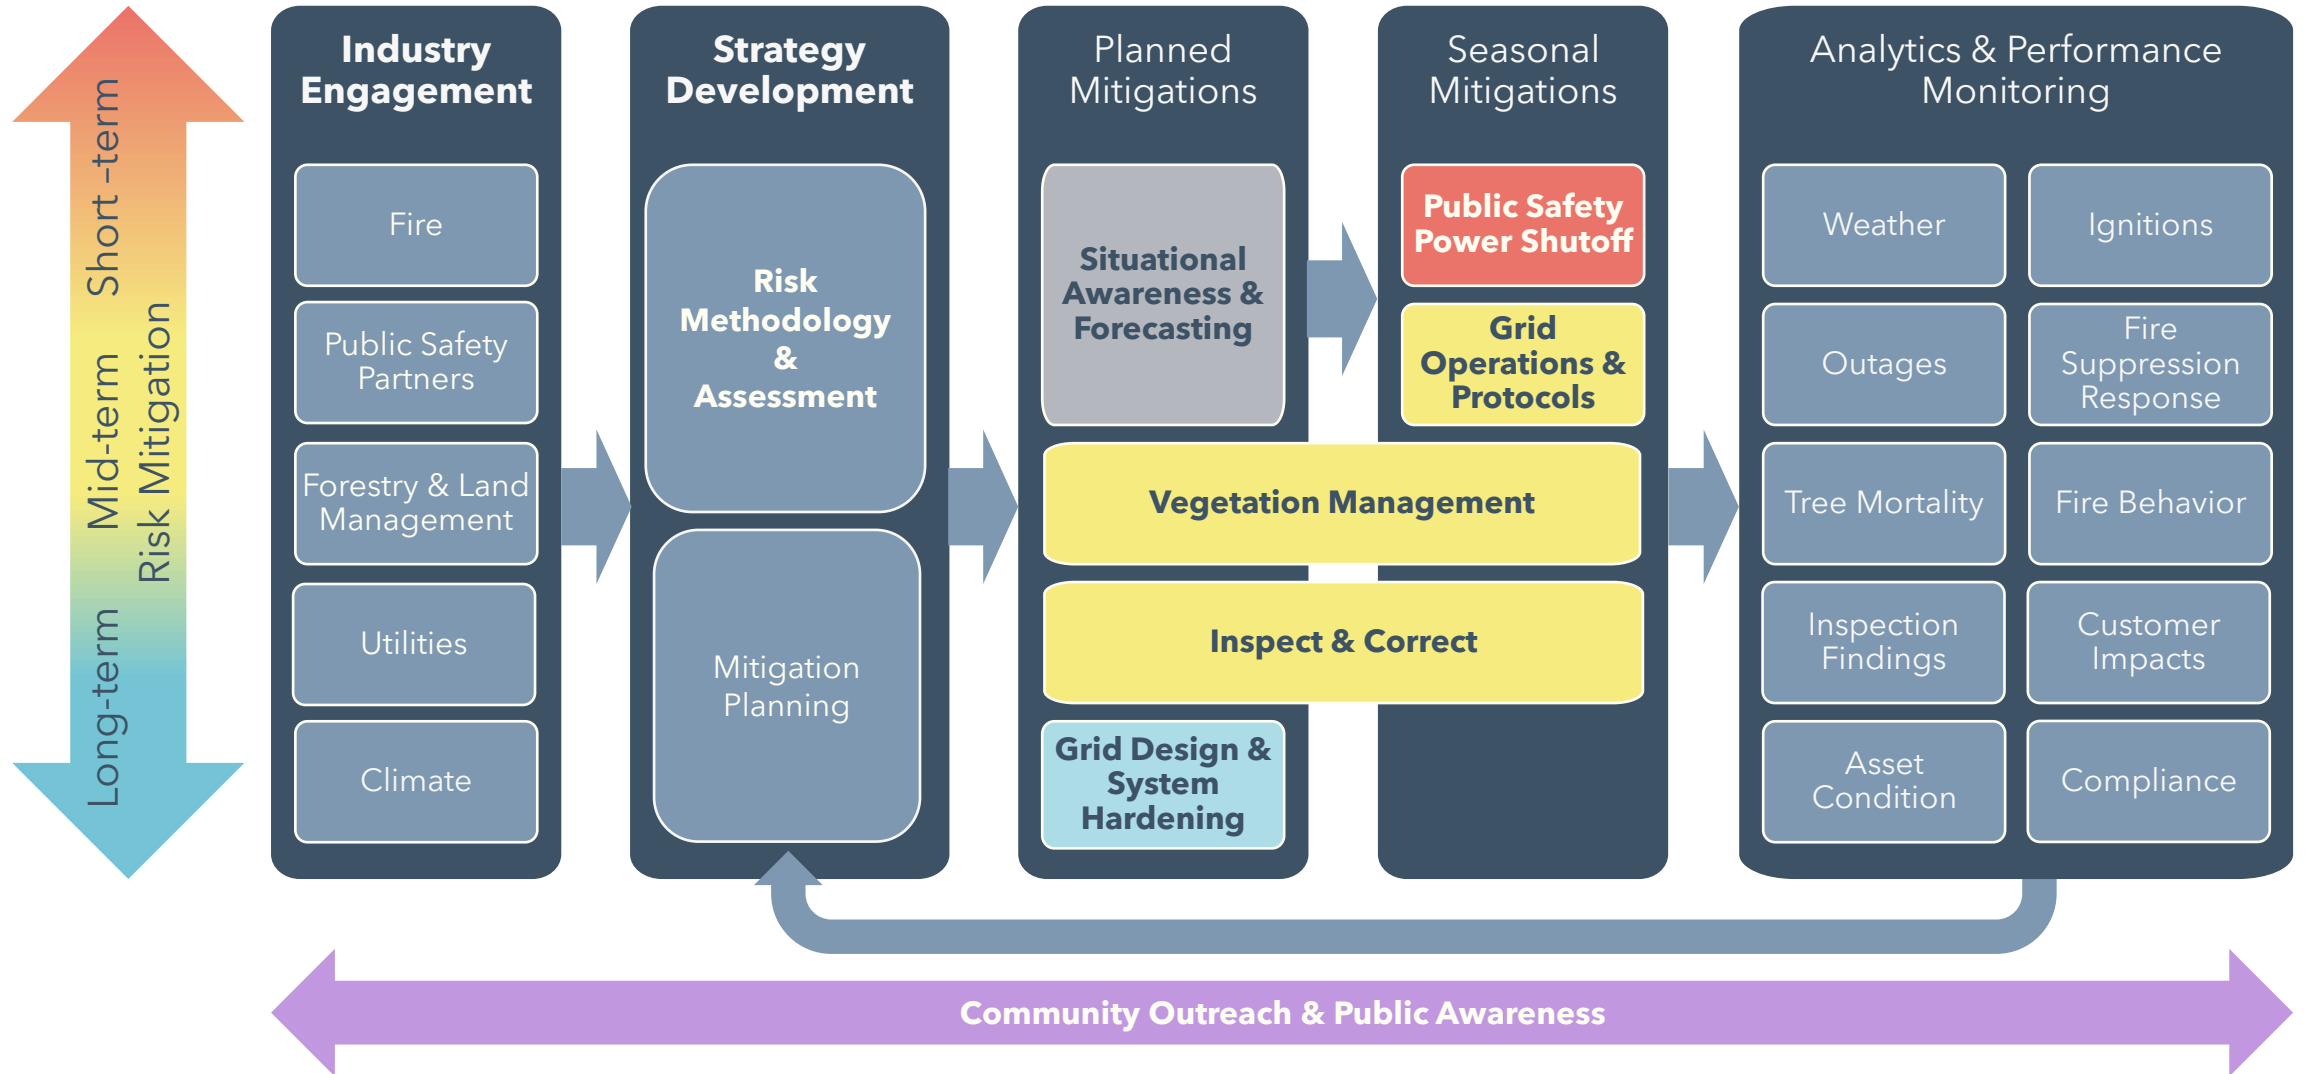 Short –term
Mid-term
Long-term
Risk Mitigation
Industry
Engagement
Fire
Public Safety
Partners
Forestry & Land
Management
Utilities
Climate
Strategy
Development
Risk
Methodology
&
Assessment
Mitigation
Planning
Planned
Mitigations
Situational
Awareness &
Forecasting
Seasonal
Mitigations
Public Safety
Power Shutoff
Grid
Operations &
Protocols
Vegetation Management
Inspect & Correct
Grid Design &
System
Hardening
Analytics & Performance
Monitoring
Weather
Ignitions
Outages
Fire
Suppression
Response
Tree Mortality
Fire Behavior
Inspection
Findings
Customer
Impacts
Asset
Condition
Compliance
Community Outreach & Public Awareness